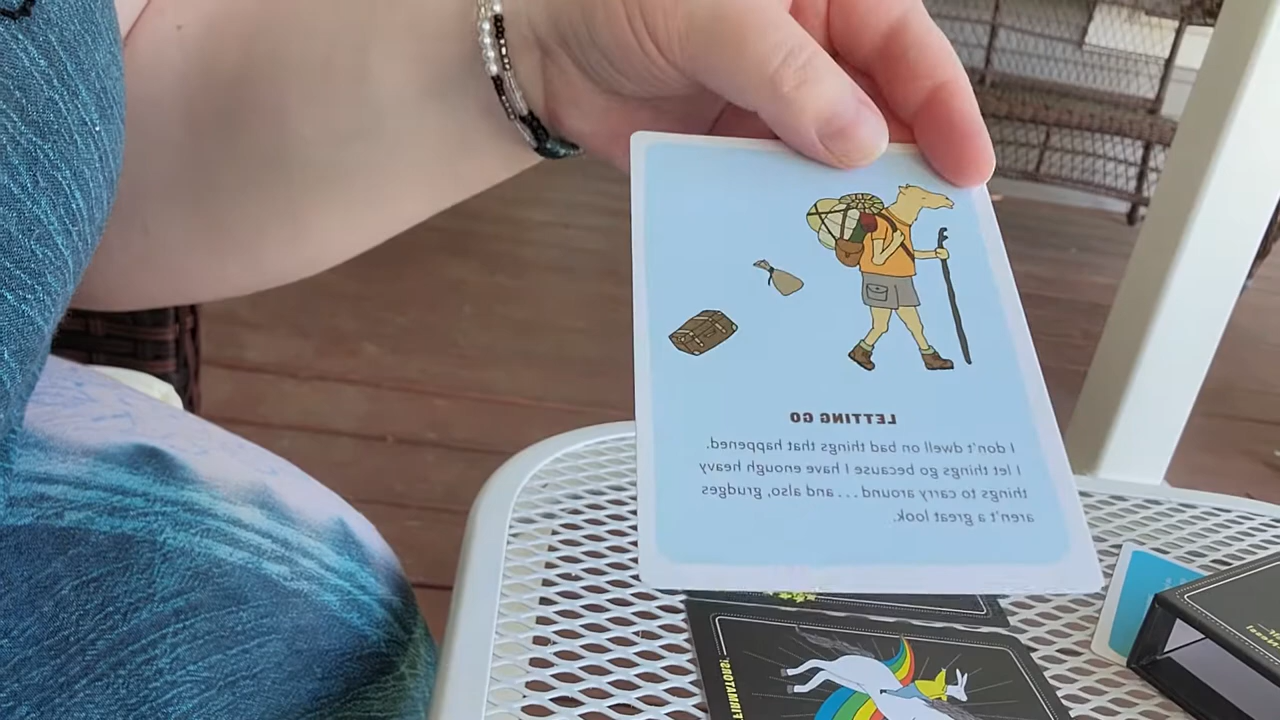 LETTING GO
I don't dwell on bad things that happened.
I let things go because I have enough heavy
things to carry around . . . and also, grudges
aren't a great look.